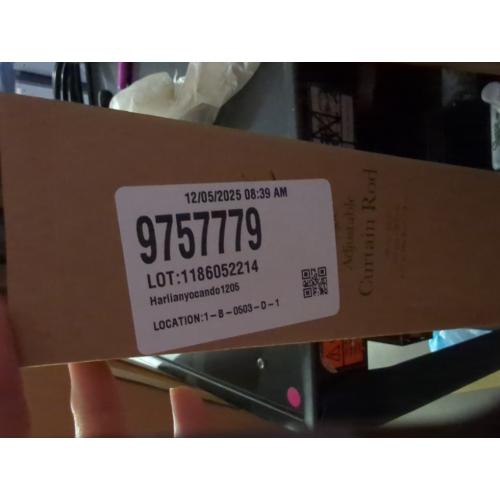 12/05/2025 08:39 AM
9757779
LOT:1186052214
Harlianyocando1205
LOCATION:1-B-0503-D-1
Adjustable
Curtain Rod